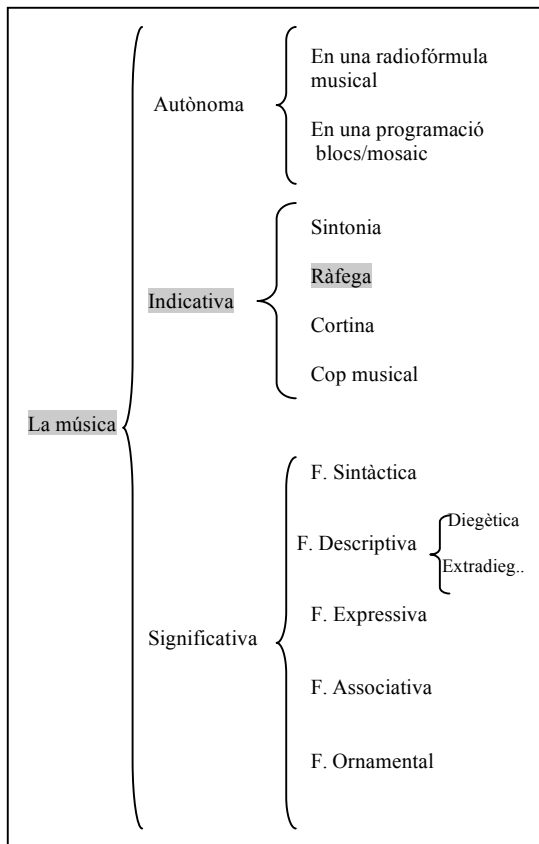 En una radiofórmula
musical
Autònoma
En una programació
blocs/mosaic
Sintonia
Ràfega
Indicativa
Cortina
Cop musical
La música
F. Sintàctica
Diegètica
F. Descriptiva
Extradieg..
F. Expressiva
Significativa
F. Associativa
F. Ornamental